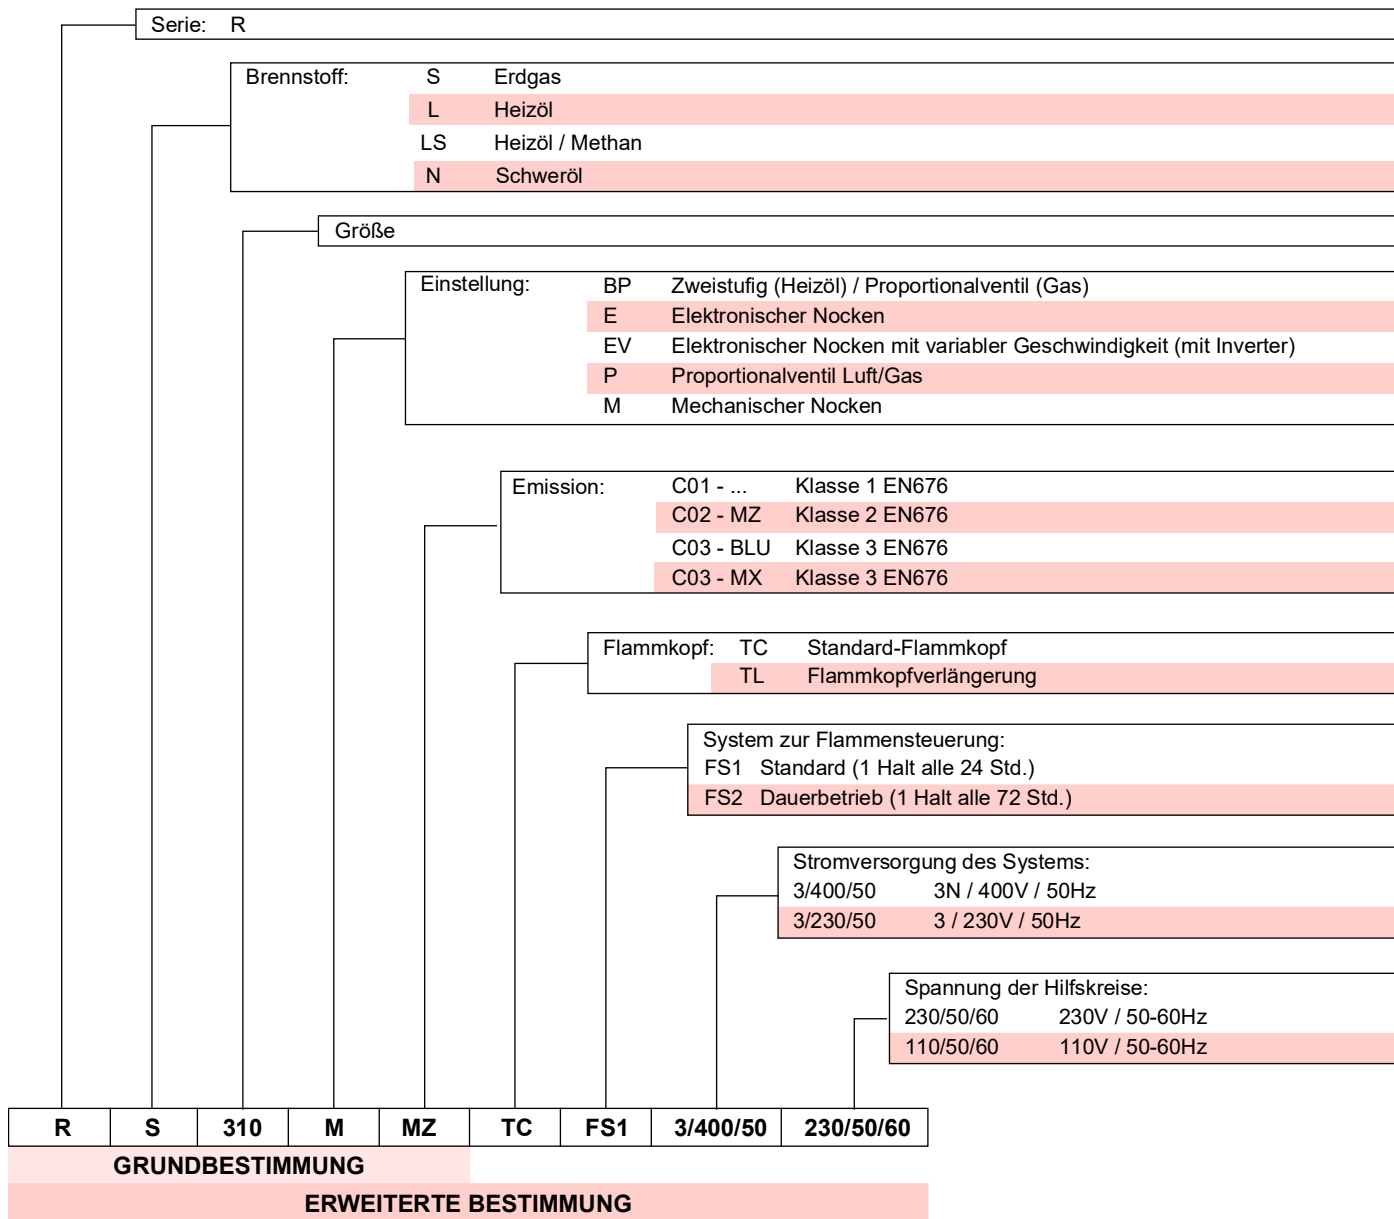 Serie: R
Brennstoff: S Erdgas
L Heizöl
LS Heizöl / Methan
N Schweröl
Größe
Einstellung: BP Zweistufig (Heizöl) / Proportionalventil (Gas)
E Elektronischer Nocken
EV Elektronischer Nocken mit variabler Geschwindigkeit (mit Inverter)
P Proportionalventil Luft/Gas
M Mechanischer Nocken
Emission: C01 - ... Klasse 1 EN676
C02 - MZ Klasse 2 EN676
C03 - BLU Klasse 3 EN676
C03 - MX Klasse 3 EN676
Flammkopf: TC Standard-Flammkopf
TL Flammkopfverlängerung
System zur Flammensteuerung:
FS1 Standard (1 Halt alle 24 Std.)
FS2 Dauerbetrieb (1 Halt alle 72 Std.)
Stromversorgung des Systems:
3/400/50 3N / 400V / 50Hz
3/230/50 3 / 230V / 50Hz
Spannung der Hilfskreise:
230/50/60 230V / 50-60Hz
110/50/60 110V / 50-60Hz
R S 310 M MZ TC FS1 3/400/50 230/50/60
GRUNDBESTIMMUNG
ERWEITERTE BESTIMMUNG